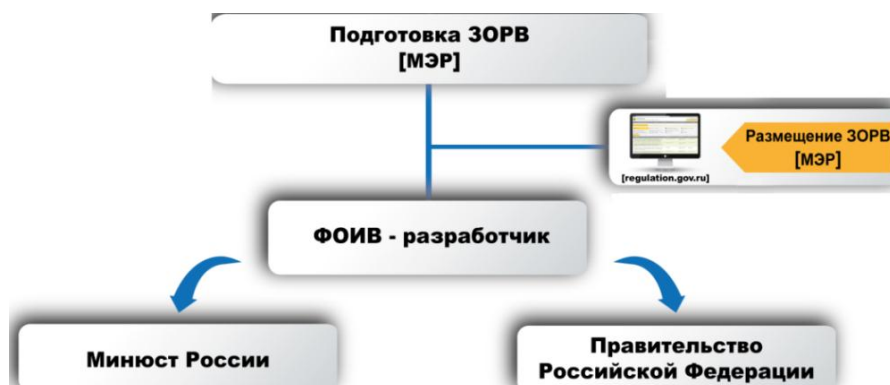 Подготовка ЗОРВ
[МЭР]
Размещение ЗОРВ
[МЭР]
[regulation.gov.ru]
ФОИВ - разработчик
Минюст России
Правительство
Российской Федерации